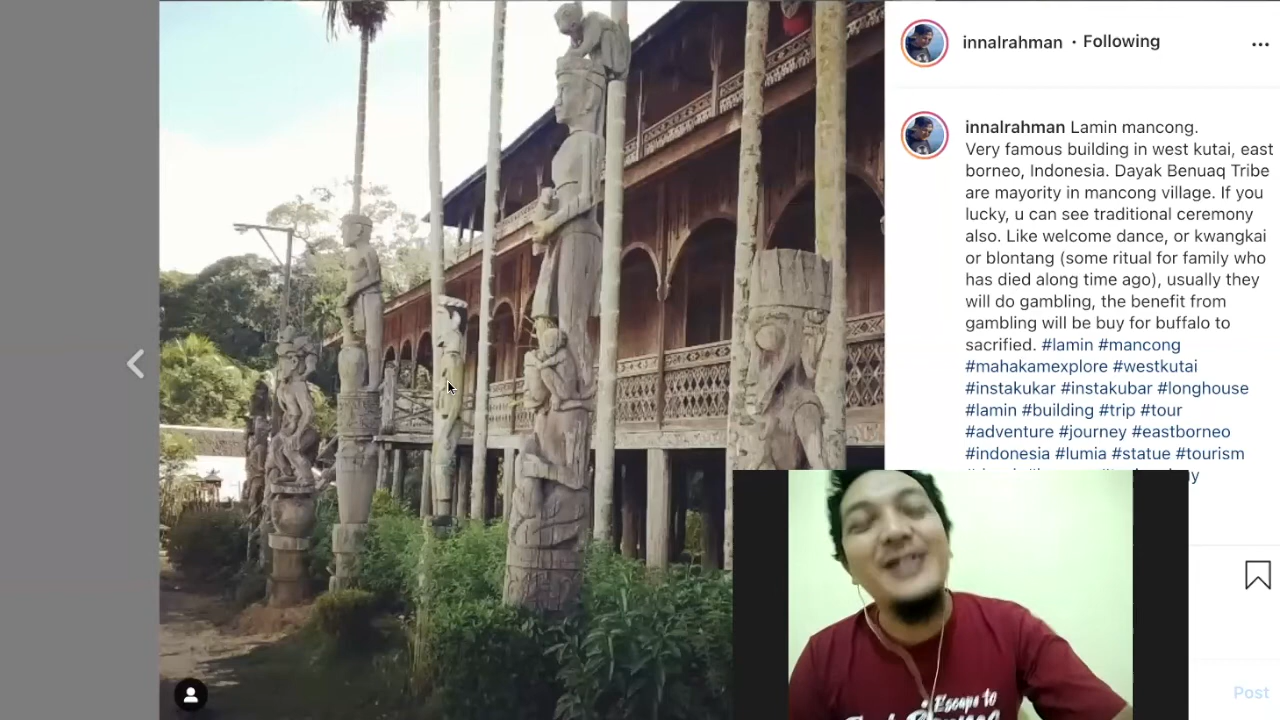 innalrahman · Following
innalrahman Lamin mancong.
Very famous building in west kutai, east
borneo, Indonesia. Dayak Benuaq Tribe
are mayority in mancong village. If you
lucky, u can see traditional ceremony
also. Like welcome dance, or kwangkai
or blontang (some ritual for family who
has died along time ago), usually they
will do gambling, the benefit from
gambling will be buy for buffalo to
sacrified. #lamin #mancong
#mahakamexplore #westkutai
#instakukar #instakubar #longhouse
#lamin #building #trip #tour
#adventure #journey #eastborneo
#indonesia #lumia #statue #tourism
Escape to
Post